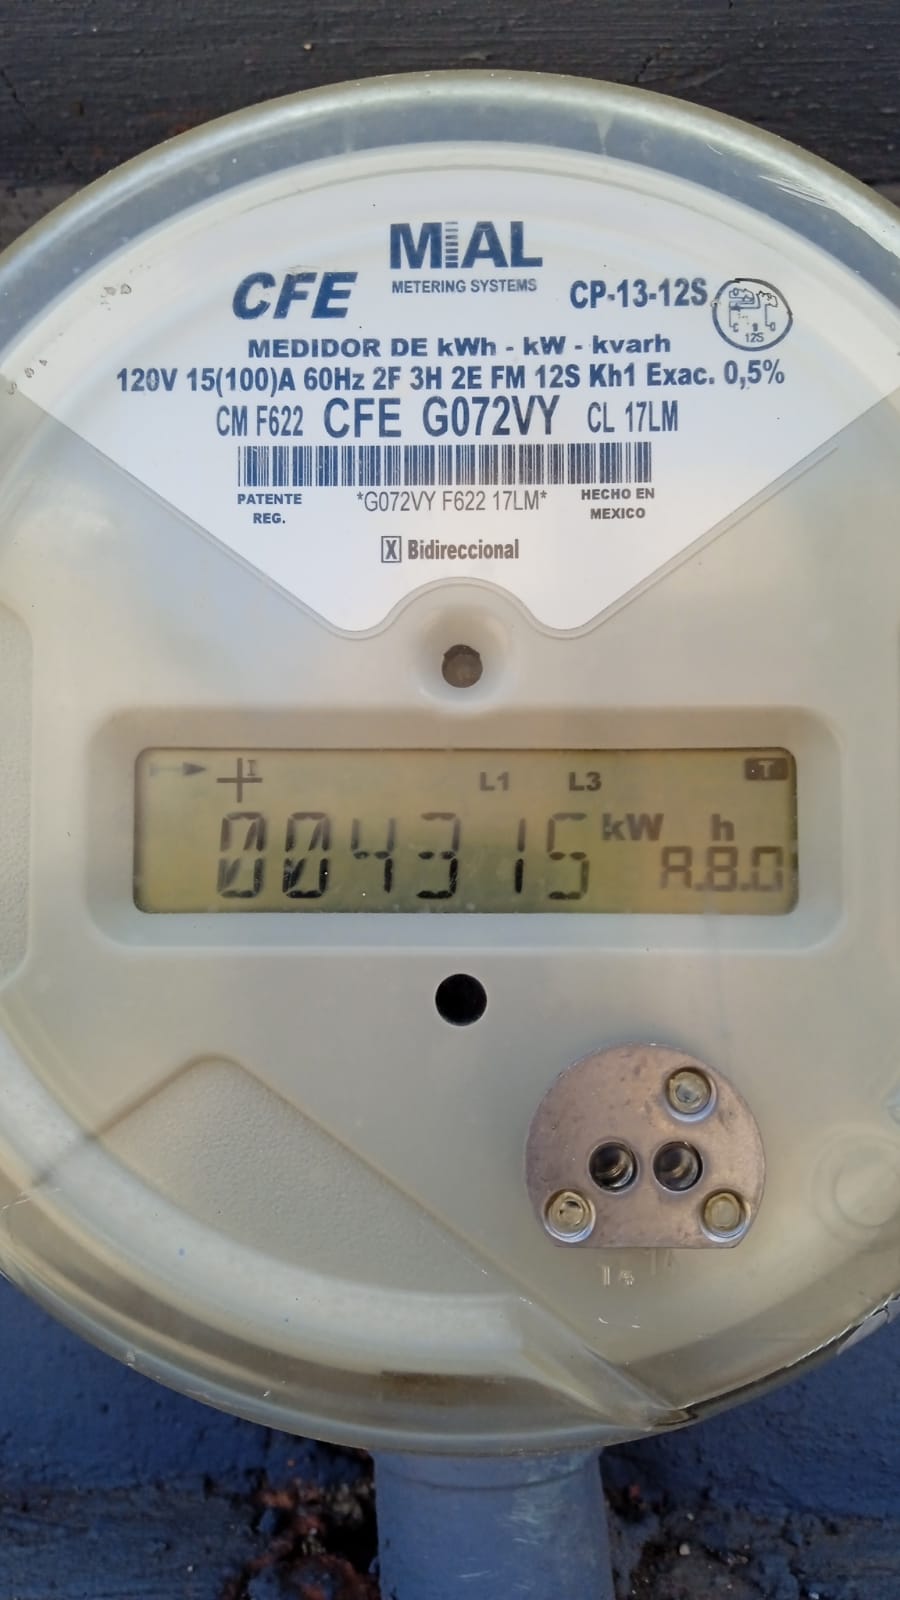 MIAL
METERING SYSTEMS
CFE
CP-13-12S
12S
MEDIDOR DE kWh - kW - kvarh
120V 15(100)A 60Hz 2F 3H 2E FM 12S Kh1 Exac. 0,5%
CM F622 CFE G072VY CL 17LM
PATENTE REG.
*G072VY F622 17LM*
HECHO EN MEXICO
X Bidireccional
L1 L3 T
004315 kW h
A.8.0